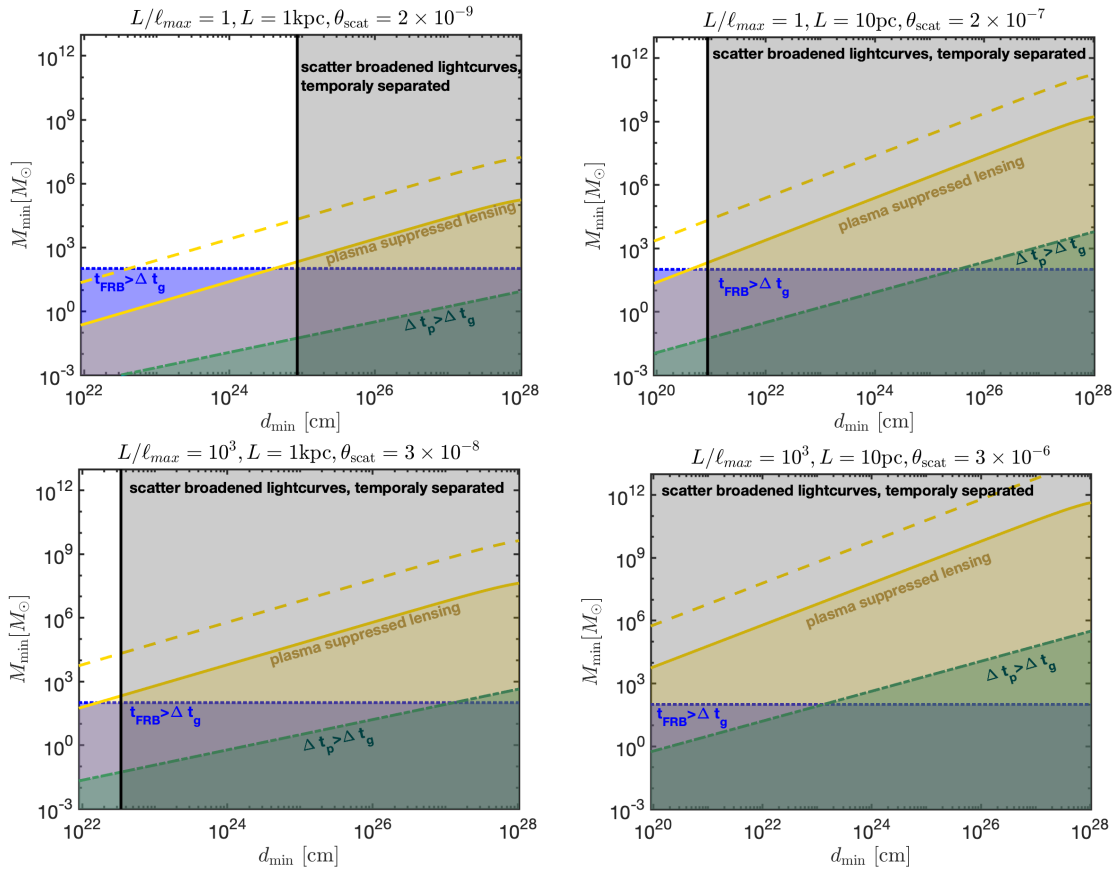 L/ℓ_max = 1, L = 1kpc, θ_scat = 2 × 10^−9
10^12
10^9
10^6
10^3
10^0
10^-3
M_min[M_⊙]
scatter broadened lightcurves,
temporaly separated
plasma suppressed lensing
t_FRB>Δ t_g
Δ t_p>Δ t_g
10^22 10^24 10^26 10^28
d_min [cm]
L/ℓ_max = 1, L = 10pc, θ_scat = 2 × 10^−7
10^12
10^9
10^6
10^3
10^0
10^-3
M_min[M_⊙]
scatter broadened lightcurves, temporaly separated
plasma suppressed lensing
Δ t_p>Δ t_g
t_FRB>Δ t_g
10^20 10^22 10^24 10^26 10^28
d_min [cm]
L/ℓ_max = 10^3, L = 1kpc, θ_scat = 3 × 10^−8
10^12
10^9
10^6
10^3
10^0
10^-3
M_min[M_⊙]
scatter broadened lightcurves, temporaly separated
plasma suppressed lensing
t_FRB>Δ t_g
Δ t_p>Δ t_g
10^22 10^24 10^26 10^28
d_min [cm]
L/ℓ_max = 10^3, L = 10pc, θ_scat = 3 × 10^−6
10^12
10^9
10^6
10^3
10^0
10^-3
M_min[M_⊙]
scatter broadened lightcurves, temporaly separated
plasma suppressed lensing
Δ t_p>Δ t_g
t_FRB>Δ t_g
10^20 10^22 10^24 10^26 10^28
d_min [cm]